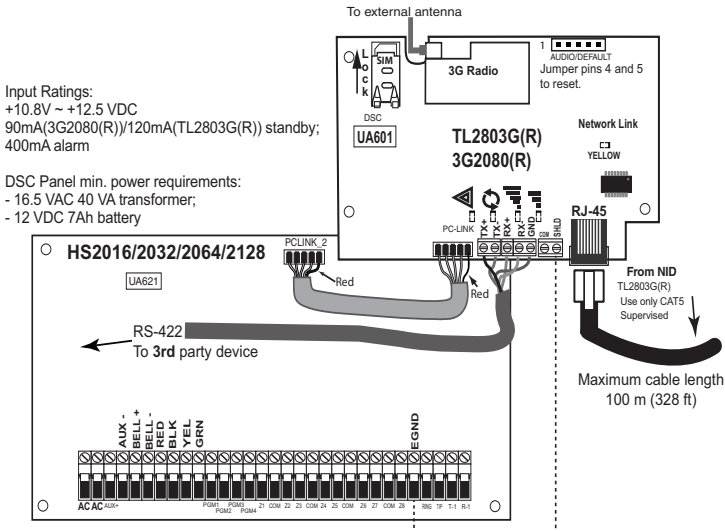 To external antenna
Input Ratings:
+10.8V ~ +12.5 VDC
90mA(3G2080(R))/120mA(TL2803G(R)) standby;
400mA alarm
DSC Panel min. power requirements:
- 16.5 VAC 40 VA transformer;
- 12 VDC 7Ah battery
Lock
SIM
DSC
UA601
3G Radio
1
AUDIO/DEFAULT
Jumper pins 4 and 5
to reset.
TL2803G(R)
3G2080(R)
Network Link
YELLOW
PC-LINK
TX+
TX-
RX+
RX-
GND
COM
SHLD
RJ-45
From NID
TL2803G(R)
Use only CAT5
Supervised
Maximum cable length
100 m (328 ft)
HS2016/2032/2064/2128
UA621
PCLINK_2
Red
Red
RS-422
To 3rd party device
AUX -
BELL +
BELL -
RED
BLK
YEL
GRN
EGND
AC AC AUX+ PGM1 PGM2 PGM3 PGM4 Z1 COM Z2 Z3 COM Z4 Z5 COM Z6 Z7 COM Z8 RING TIP T-1 R-1